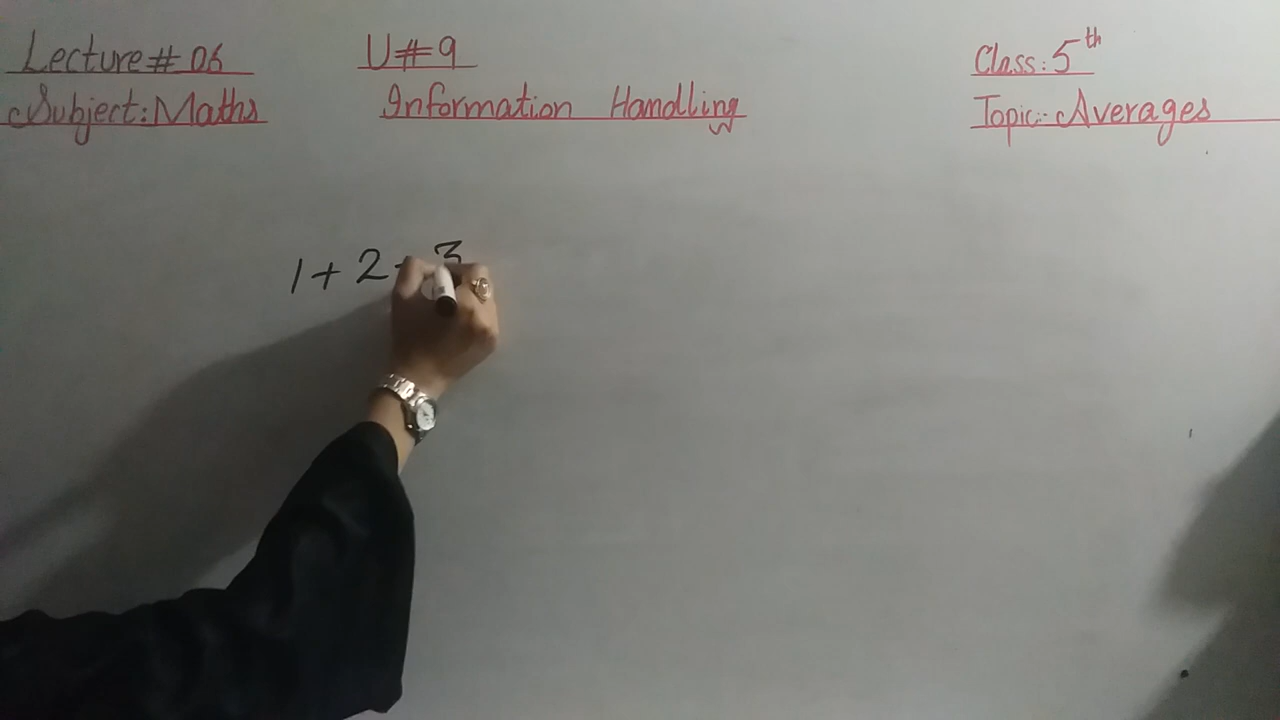 Lecture# 06
U#9
Class: 5th
Subject: Maths
Information Handling
Topic:- Averages
1+2+3